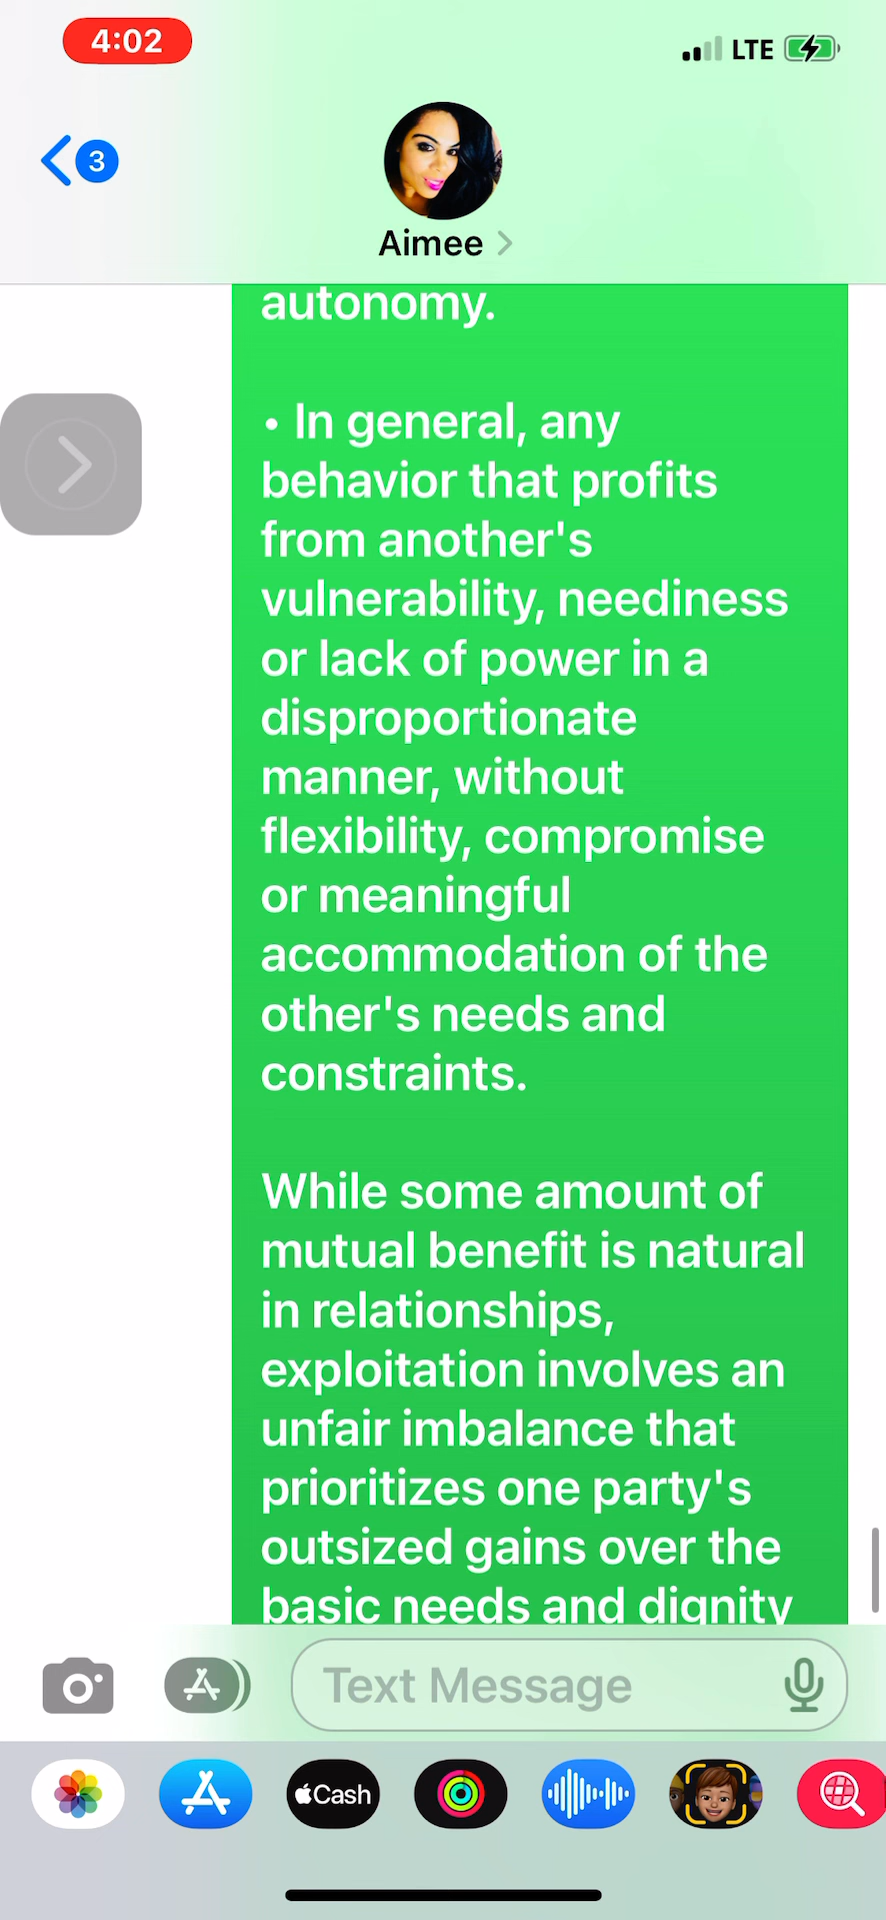 4:02
LTE
3
Aimee
autonomy.
• In general, any
behavior that profits
from another's
vulnerability, neediness
or lack of power in a
disproportionate
manner, without
flexibility, compromise
or meaningful
accommodation of the
other's needs and
constraints.
While some amount of
mutual benefit is natural
in relationships,
exploitation involves an
unfair imbalance that
prioritizes one party's
outsized gains over the
basic needs and dignity
Text Message
Cash